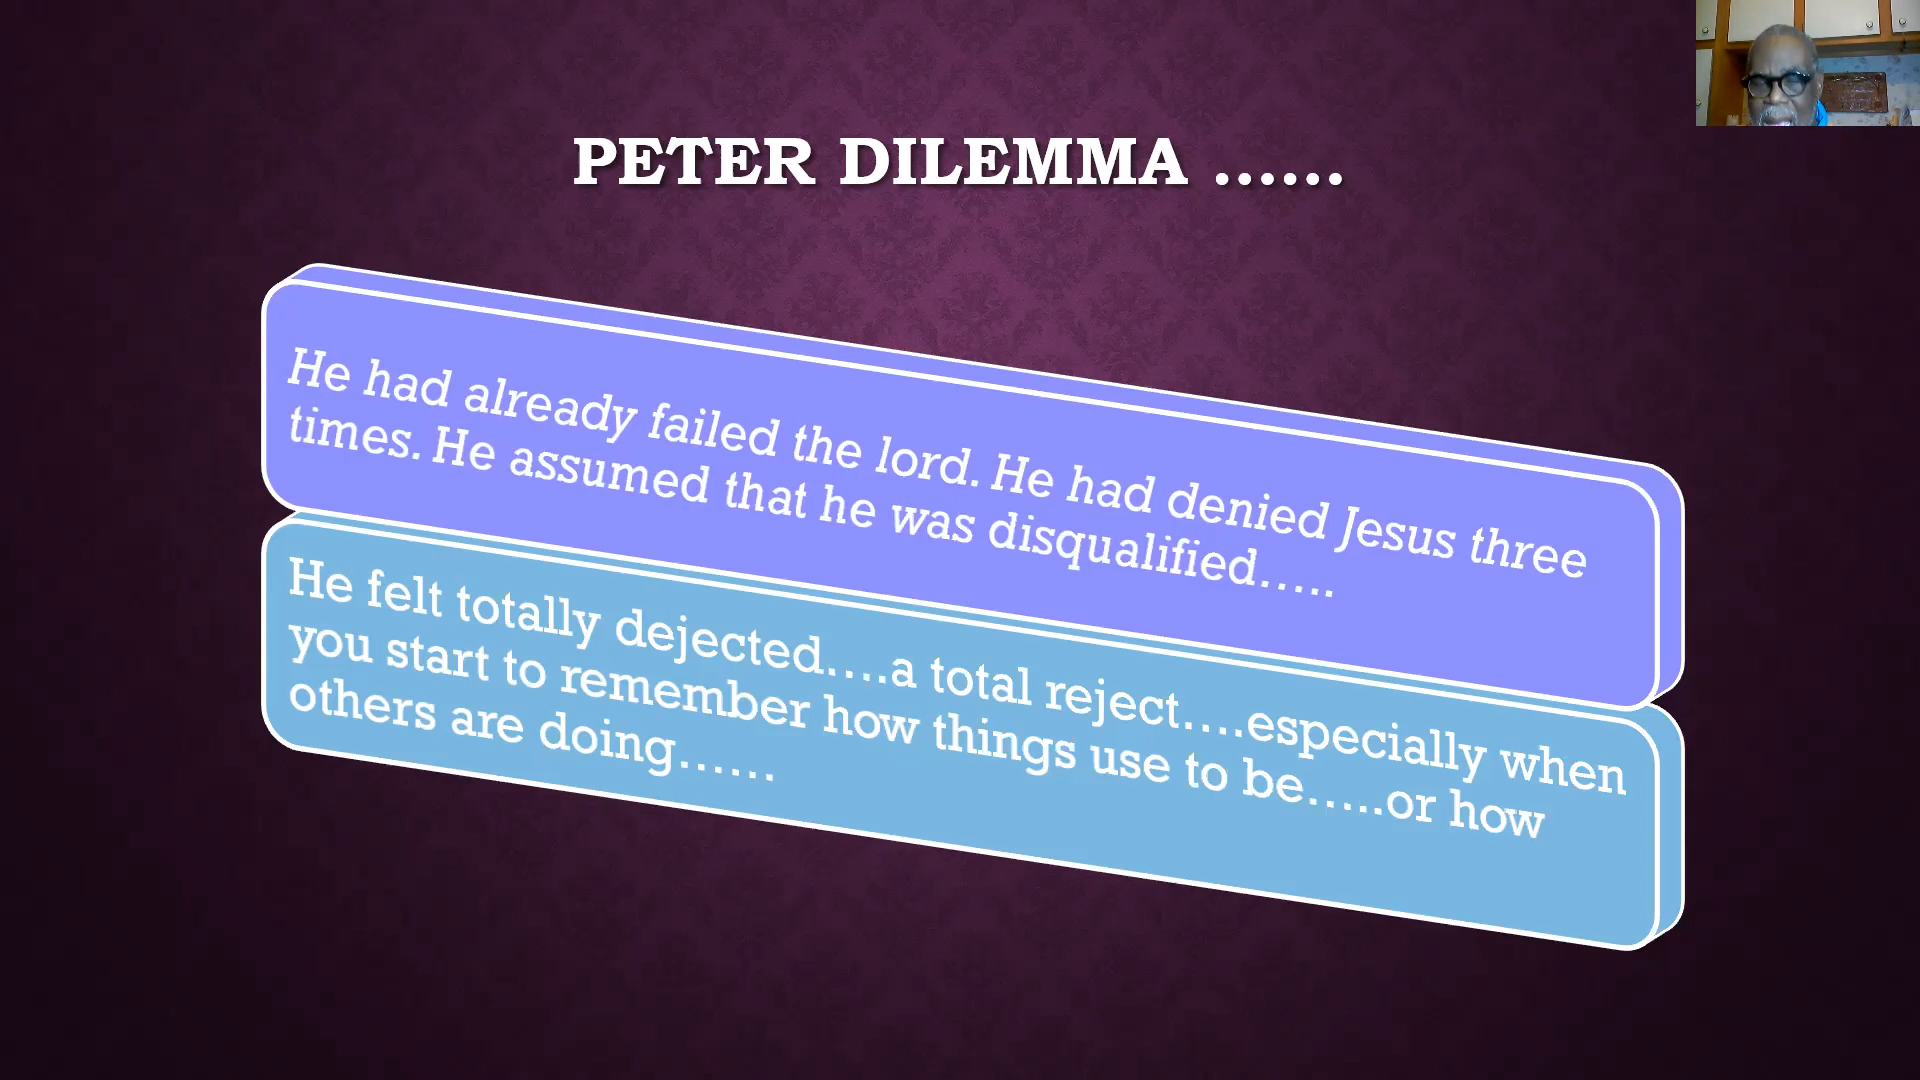 PETER DILEMMA ......
He had already failed the lord. He had denied Jesus three
times. He assumed that he was disqualified.....
He felt totally dejected....a total reject....especially when
you start to remember how things use to be.....or how
others are doing......